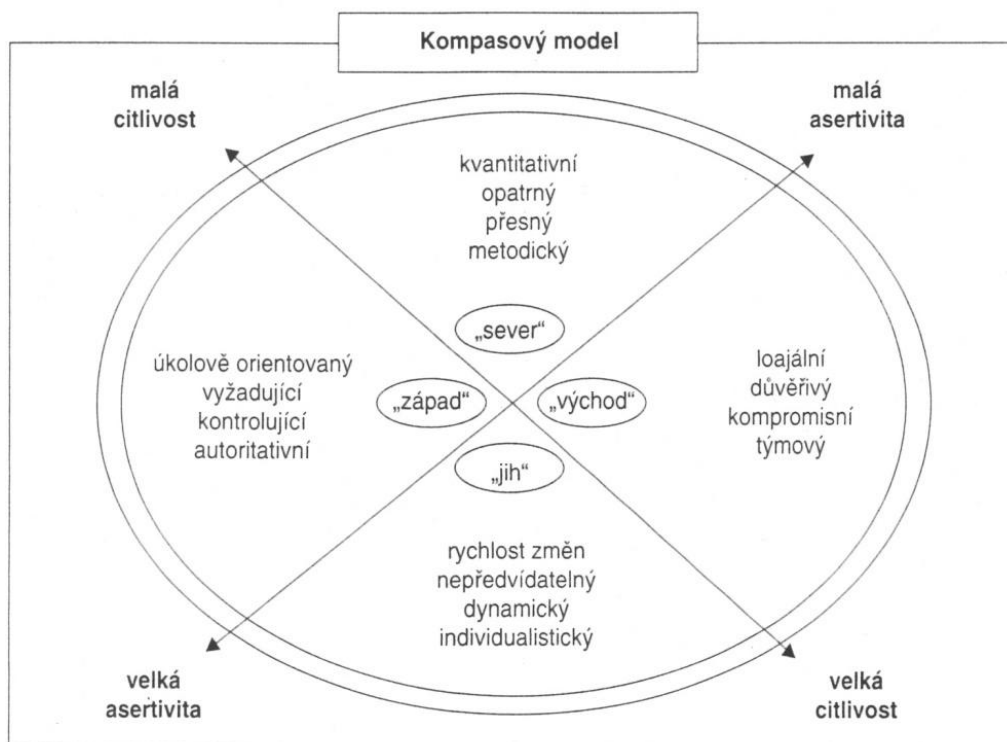 Kompasový model
malá
citlivost
malá
asertivita
kvantitativní
opatrný
přesný
metodický
„sever“
úkolově orientovaný
vyžadující
kontrolující
autoritativní
„západ“
„východ“
loajální
důvěřivý
kompromisní
týmový
„jih“
rychlost změn
nepředvídatelný
dynamický
individualistický
velká
asertivita
velká
citlivost